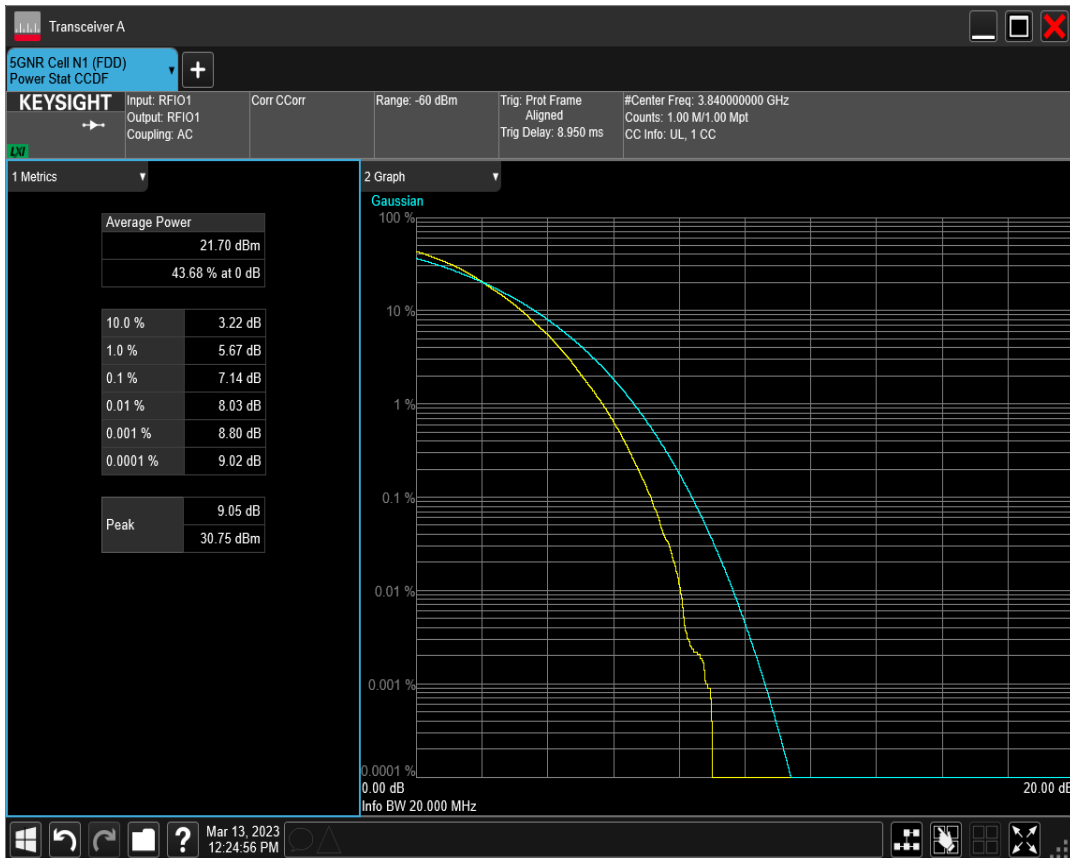 Transceiver A
5GNR Cell N1 (FDD)
Power Stat CCDF
+
KEYSIGHT
LXI
Input: RFIO1
Output: RFIO1
Coupling: AC
Corr CCorr
Range: -60 dBm
Trig: Prot Frame
Aligned
Trig Delay: 8.950 ms
#Center Freq: 3.840000000 GHz
Counts: 1.00 M/1.00 Mpt
CC Info: UL, 1 CC
1 Metrics
Average Power
21.70 dBm
43.68 % at 0 dB
10.0 % 3.22 dB
1.0 % 5.67 dB
0.1 % 7.14 dB
0.01 % 8.03 dB
0.001 % 8.80 dB
0.0001 % 9.02 dB
Peak
9.05 dB
30.75 dBm
2 Graph
Gaussian
100 %
10 %
1 %
0.1 %
0.01 %
0.001 %
0.0001 %
0.00 dB 20.00 dB
Info BW 20.000 MHz
?
Mar 13, 2023
12:24:56 PM